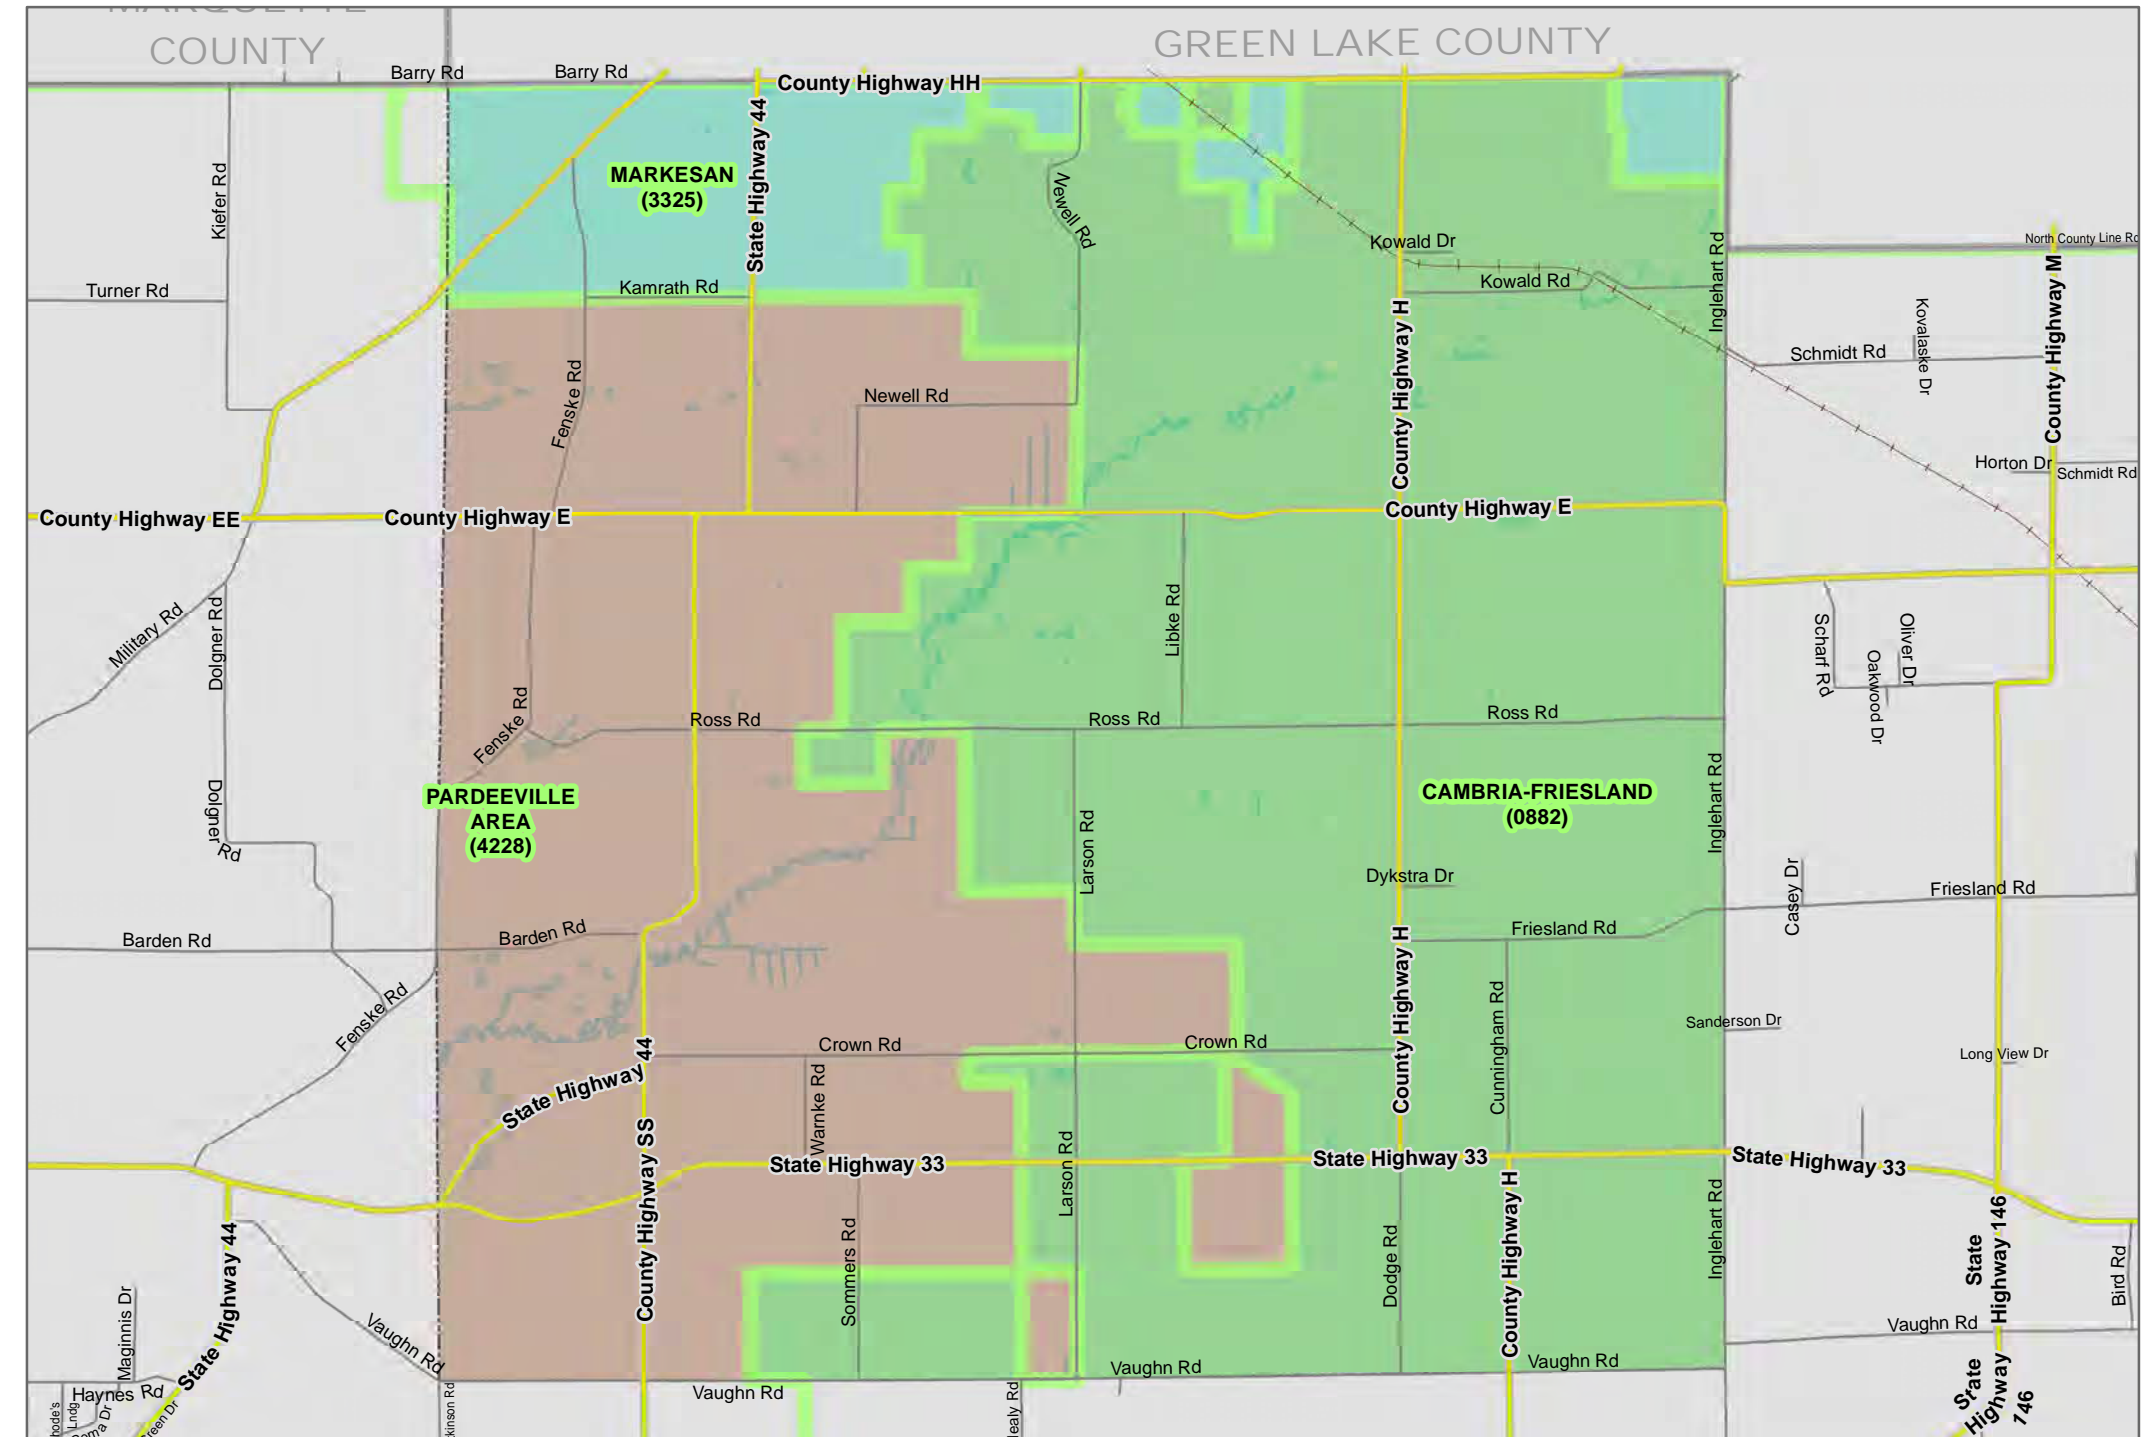 MARQUETTE
COUNTY
GREEN LAKE COUNTY
Barry Rd
Barry Rd
County Highway HH
State Highway 44
MARKESAN
(3325)
Kiefer Rd
Newell Rd
Kowald Dr
Kowald Rd
Inglehart Rd
North County Line Rd
County Highway M
Turner Rd
Kamrath Rd
County Highway H
Kovalaske Dr
Schmidt Rd
Fenske Rd
Newell Rd
Horton Dr
Schmidt Rd
County Highway EE
County Highway E
County Highway E
Military Rd
Dolgner Rd
Libke Rd
Scharf Rd
Oliver Dr
Oakwood Dr
Fenske Rd
Ross Rd
Ross Rd
Ross Rd
PARDEEVILLE
AREA
(4228)
CAMBRIA-FRIESLAND
(0882)
Inglehart Rd
Dolgner
Rd
Larson Rd
Dykstra Dr
Casey Dr
Friesland Rd
Barden Rd
Barden Rd
County Highway H
Friesland Rd
Fenske Rd
Cunningham Rd
Sanderson Dr
Crown Rd
Crown Rd
Long View Dr
State Highway 44
Warnke Rd
County Highway SS
State Highway 33
Larson Rd
State Highway 33
State Highway 33
State Highway 44
Sommers Rd
Dodge Rd
County Highway H
Inglehart Rd
State
Highway 146
Bird Rd
Maginnis Dr
Vaughn Rd
Vaughn Rd
Vaughn Rd
Vaughn Rd
Vaughn Rd
Haynes Rd
State
Highway
146
Lndg